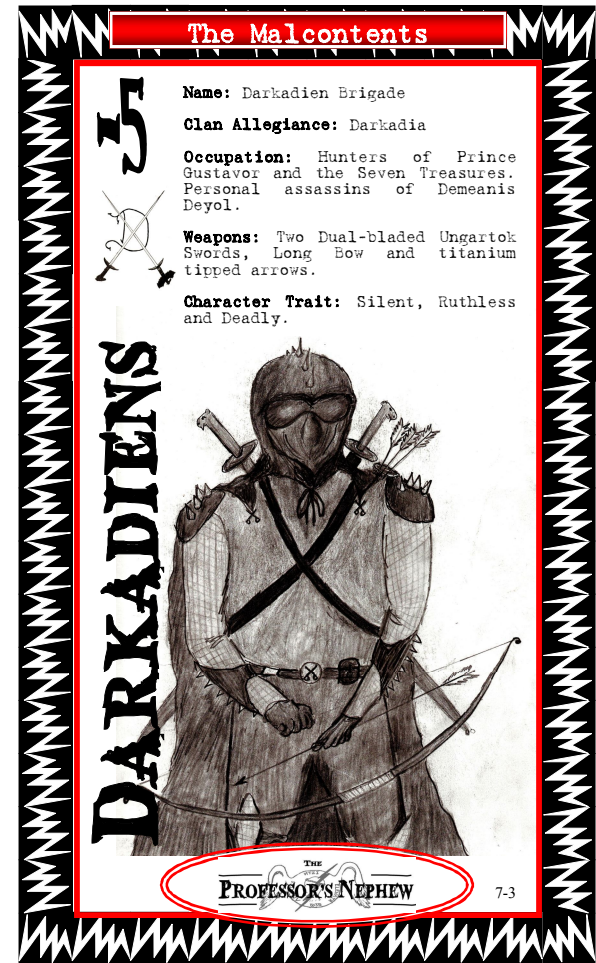 The Malcontents
5
Name: Darkadien Brigade
Clan Allegiance: Darkadia
Occupation: Hunters of Prince
Gustavor and the Seven Treasures.
Personal assassins of Demeanis
Deyol.
Weapons: Two Dual-bladed Ungartok
Swords, Long Bow and titanium
tipped arrows.
Character Trait: Silent, Ruthless
and Deadly.
D
DARKADIENS
THE
PROFESSOR'S NEPHEW
7-3